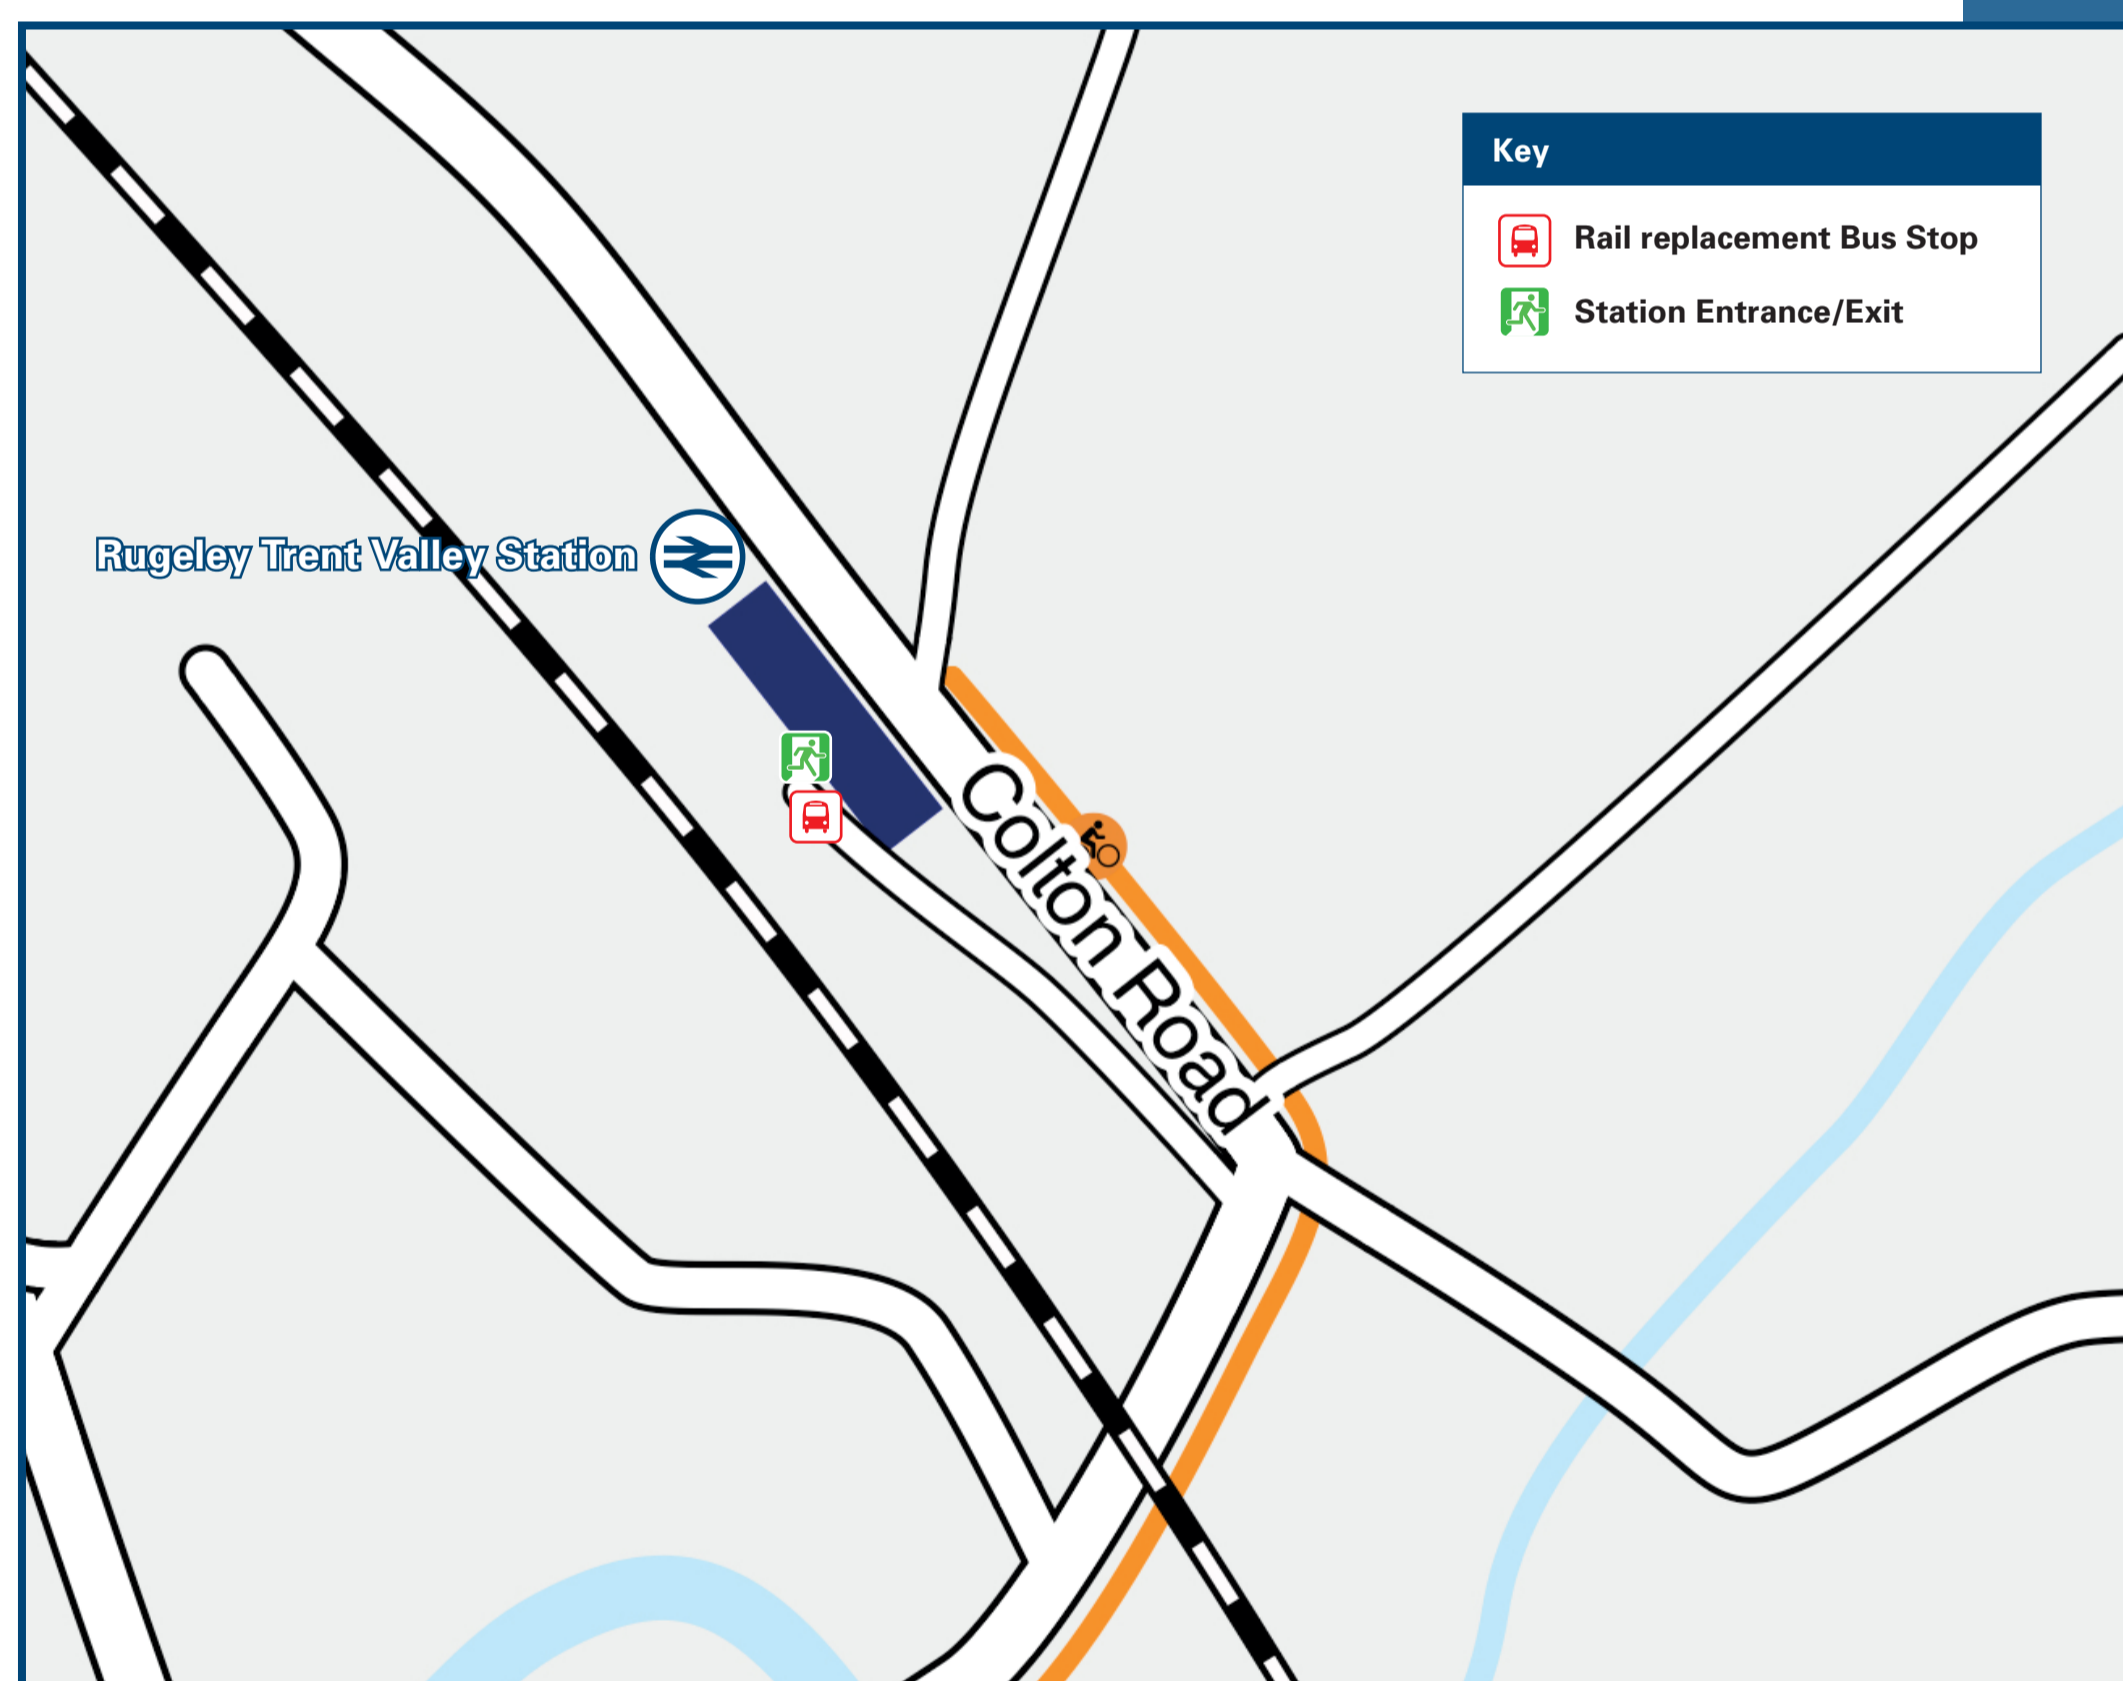 Key
Rail replacement Bus Stop
Station Entrance/Exit
Rugeley Trent Valley Station
Colton Road